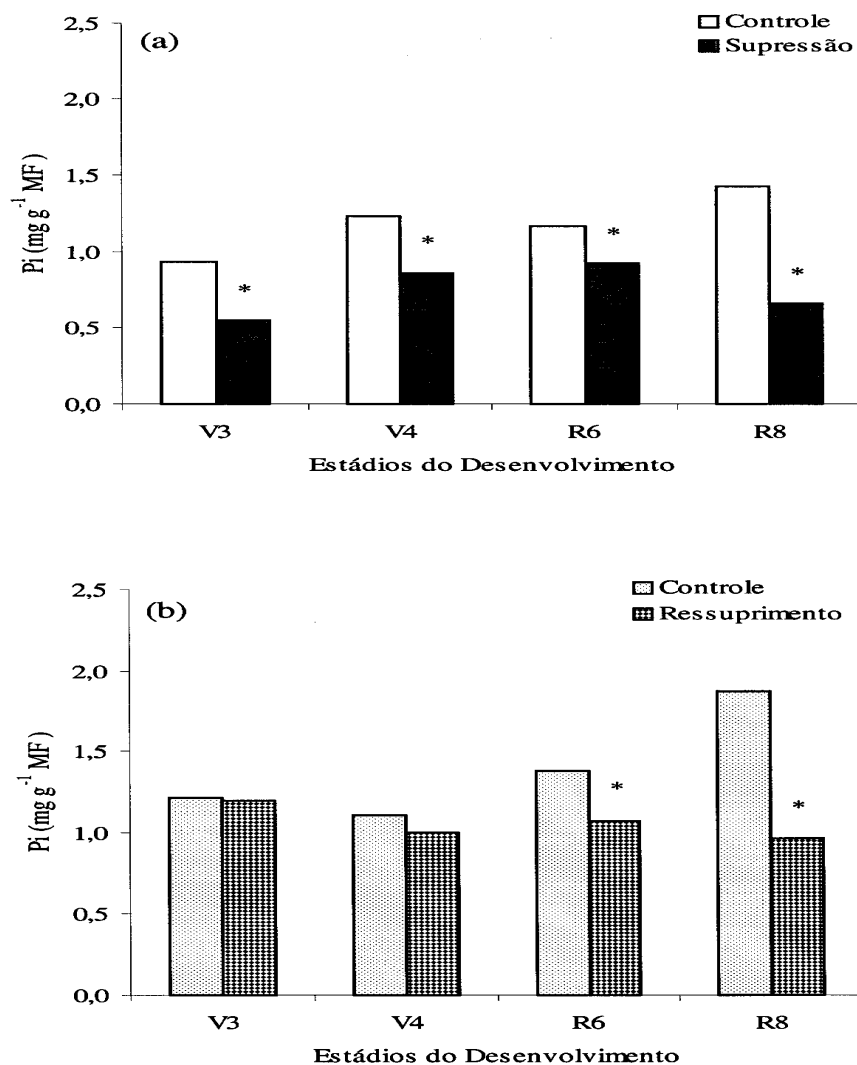 (a)
Controle
Supressão
2,5
2,0
1,5
1,0
0,5
0,0
Pi (mg g⁻¹ MF)
*
*
*
*
V3 V4 R6 R8
Estádios do Desenvolvimento
(b)
Controle
Ressuprimento
2,5
2,0
1,5
1,0
0,5
0,0
Pi (mg g⁻¹ MF)
*
*
V3 V4 R6 R8
Estádios do Desenvolvimento